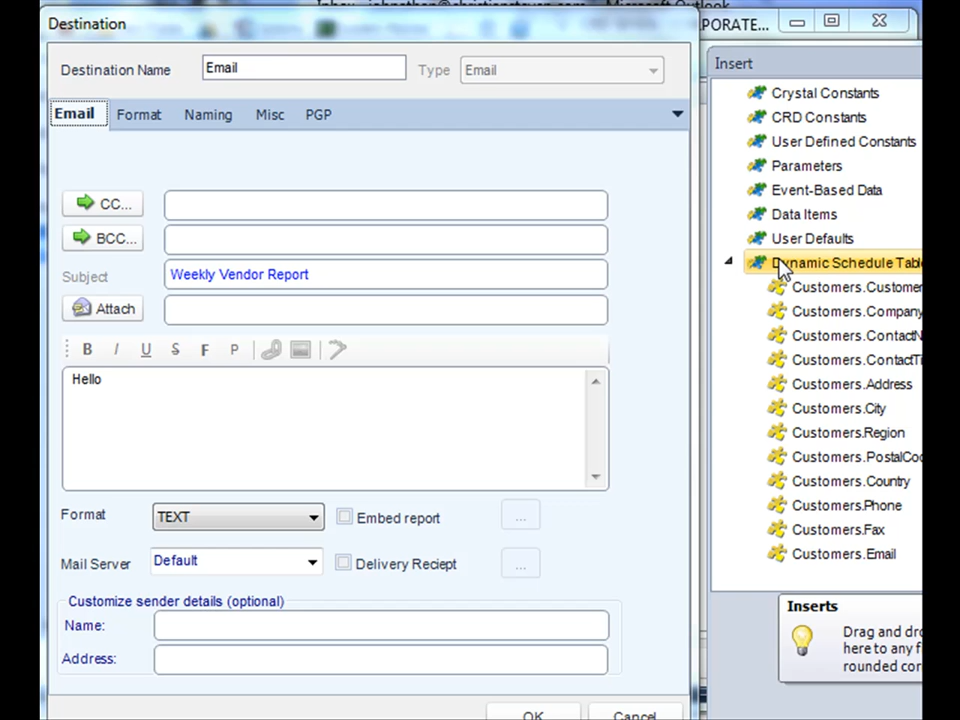 Destination
Destination Name
Email
Type
Email
Email
Format
Naming
Misc
PGP
CC...
BCC...
Subject
Weekly Vendor Report
Attach
B I U S F P
Hello
Format
TEXT
Embed report
...
Mail Server
Default
Delivery Reciept
...
Customize sender details (optional)
Name:
Address:
OK
Cancel
Microsoft Outlook
PORATE...
Insert
Crystal Constants
CRD Constants
User Defined Constants
Parameters
Event-Based Data
Data Items
User Defaults
Dynamic Schedule Table
Customers.Customer
Customers.Company
Customers.ContactN
Customers.ContactTi
Customers.Address
Customers.City
Customers.Region
Customers.PostalCod
Customers.Country
Customers.Phone
Customers.Fax
Customers.Email
Inserts
Drag and dro
here to any f
rounded cor